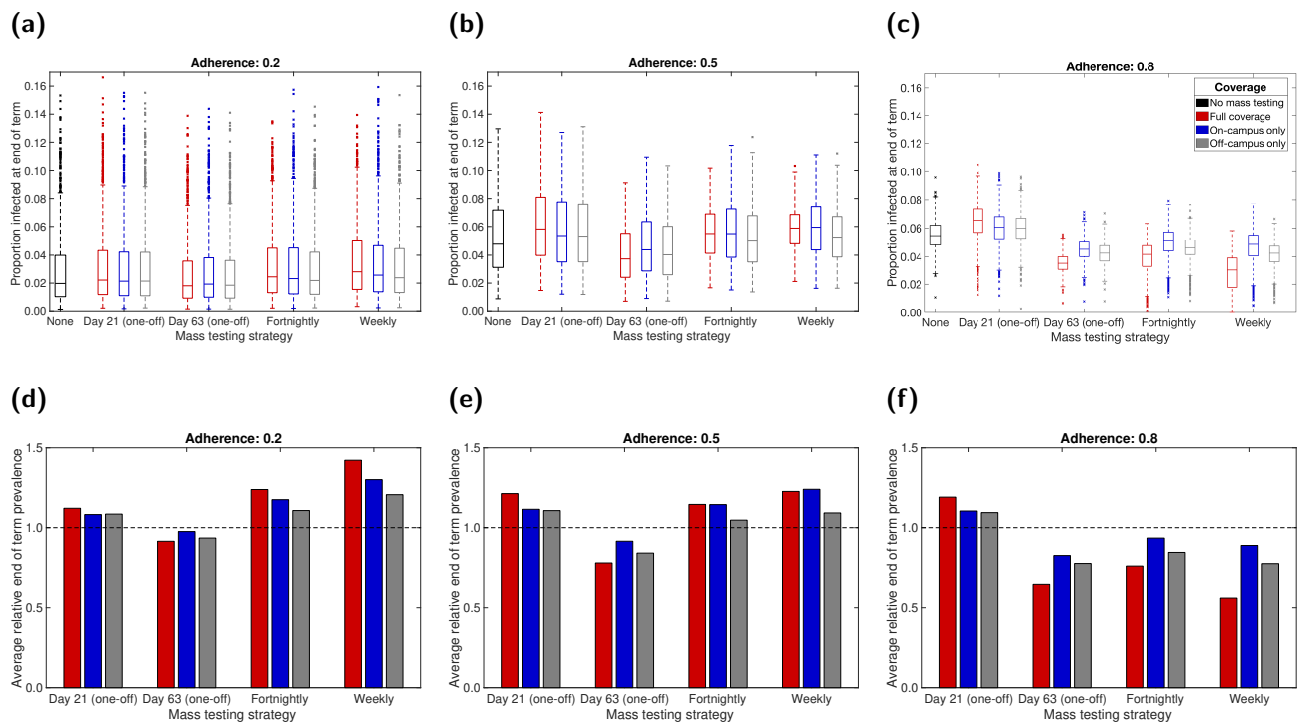 (a)
Adherence: 0.2
Proportion infected at end of term
0.16
0.14
0.12
0.10
0.08
0.06
0.04
0.02
0.00
None Day 21 (one-off) Day 63 (one-off) Fortnightly Weekly
Mass testing strategy
(b)
Adherence: 0.5
Proportion infected at end of term
0.16
0.14
0.12
0.10
0.08
0.06
0.04
0.02
0.00
None Day 21 (one-off) Day 63 (one-off) Fortnightly Weekly
Mass testing strategy
(c)
Adherence: 0.8
Proportion infected at end of term
0.16
0.14
0.12
0.10
0.08
0.06
0.04
0.02
0.00
Coverage
No mass testing
Full coverage
On-campus only
Off-campus only
None Day 21 (one-off) Day 63 (one-off) Fortnightly Weekly
Mass testing strategy
(d)
Adherence: 0.2
Average relative end of term prevalence
1.5
1.0
0.5
0.0
Day 21 (one-off) Day 63 (one-off) Fortnightly Weekly
Mass testing strategy
(e)
Adherence: 0.5
Average relative end of term prevalence
1.5
1.0
0.5
0.0
Day 21 (one-off) Day 63 (one-off) Fortnightly Weekly
Mass testing strategy
(f)
Adherence: 0.8
Average relative end of term prevalence
1.5
1.0
0.5
0.0
Day 21 (one-off) Day 63 (one-off) Fortnightly Weekly
Mass testing strategy